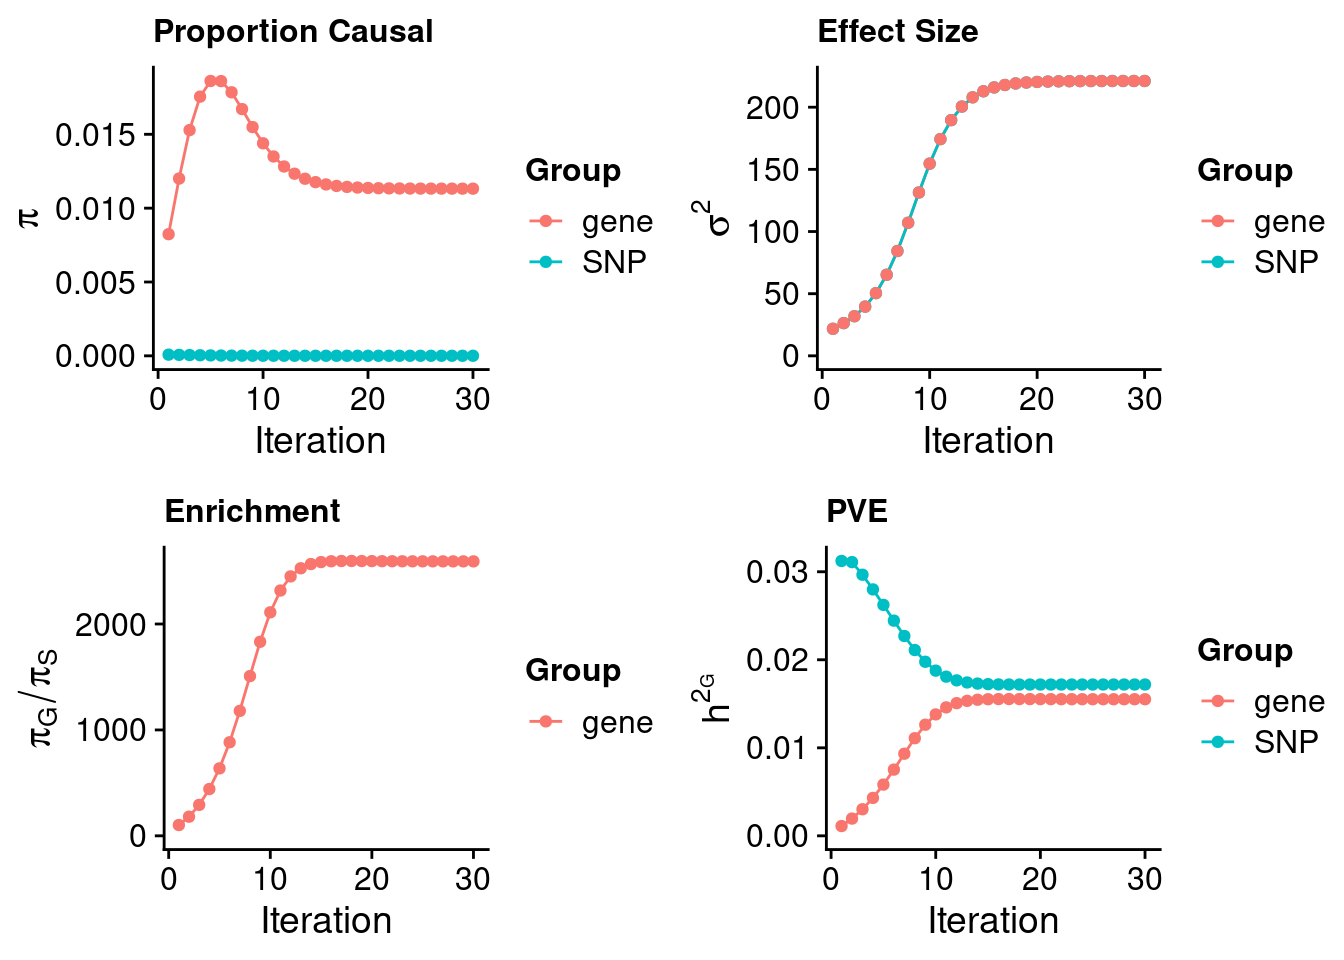 Proportion Causal
π
0.015
0.010
0.005
0.000
0 10 20 30
Iteration
Group
gene
SNP
Effect Size
σ²
200
150
100
50
0
0 10 20 30
Iteration
Group
gene
SNP
Enrichment
π_G/π_S
2000
1000
0
0 10 20 30
Iteration
Group
gene
PVE
h²_G
0.03
0.02
0.01
0.00
0 10 20 30
Iteration
Group
gene
SNP